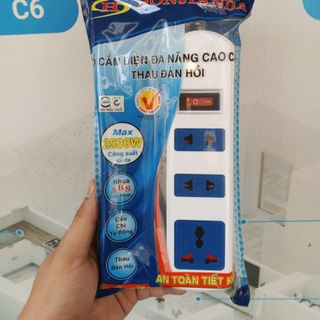 C6
HONJIANDA
Ổ CẮM ĐIỆN ĐA NĂNG CAO C
THAU ĐÀN HỒI
Max
2500W
Công suất
tối đa
Nhựa
ABS
Cầu
Chì
Tự Động
Thau
Đàn Hồi
AN TOÀN TIẾT K